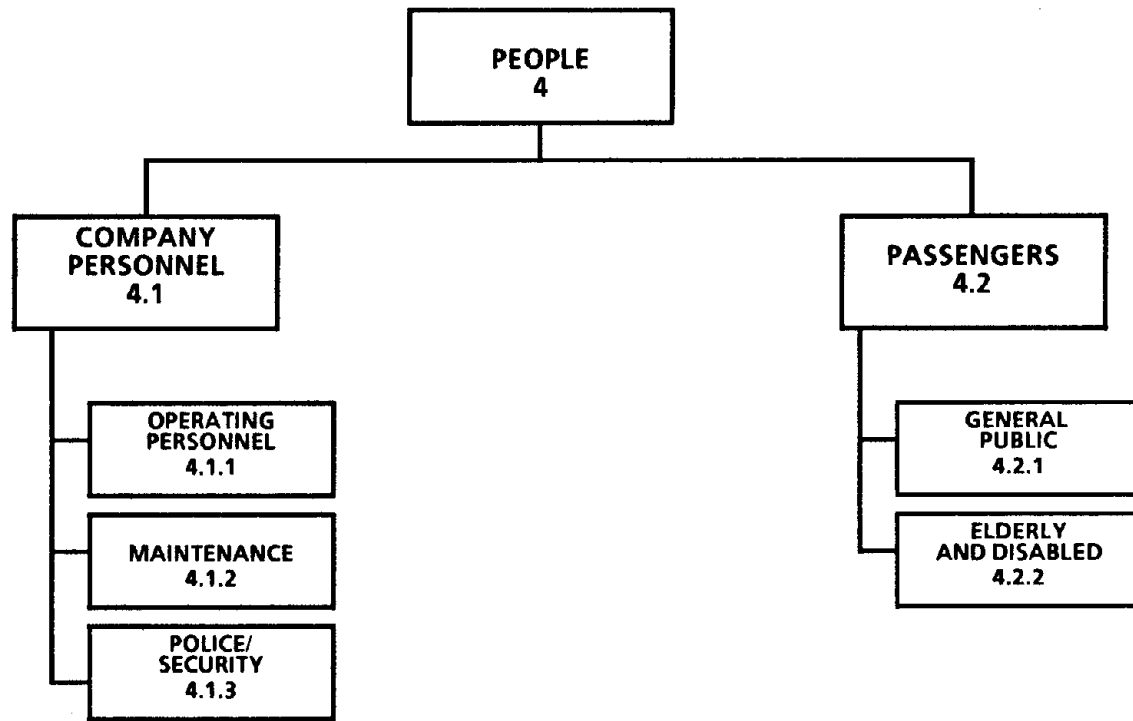 PEOPLE
4
COMPANY
PERSONNEL
4.1
PASSENGERS
4.2
OPERATING
PERSONNEL
4.1.1
MAINTENANCE
4.1.2
POLICE/
SECURITY
4.1.3
GENERAL
PUBLIC
4.2.1
ELDERLY
AND DISABLED
4.2.2